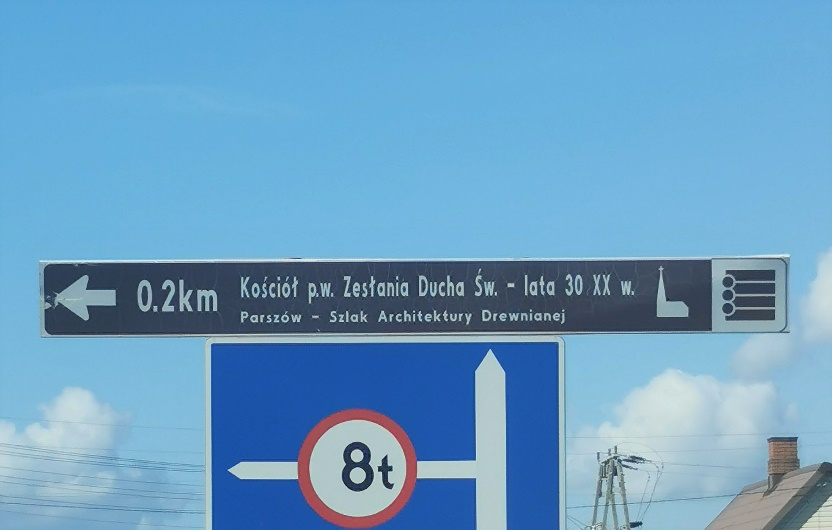 0.2km
Kościół p.w. Zesłania Ducha Św. - lata 30 XX w.
Parszów - Szlak Architektury Drewnianej
8t